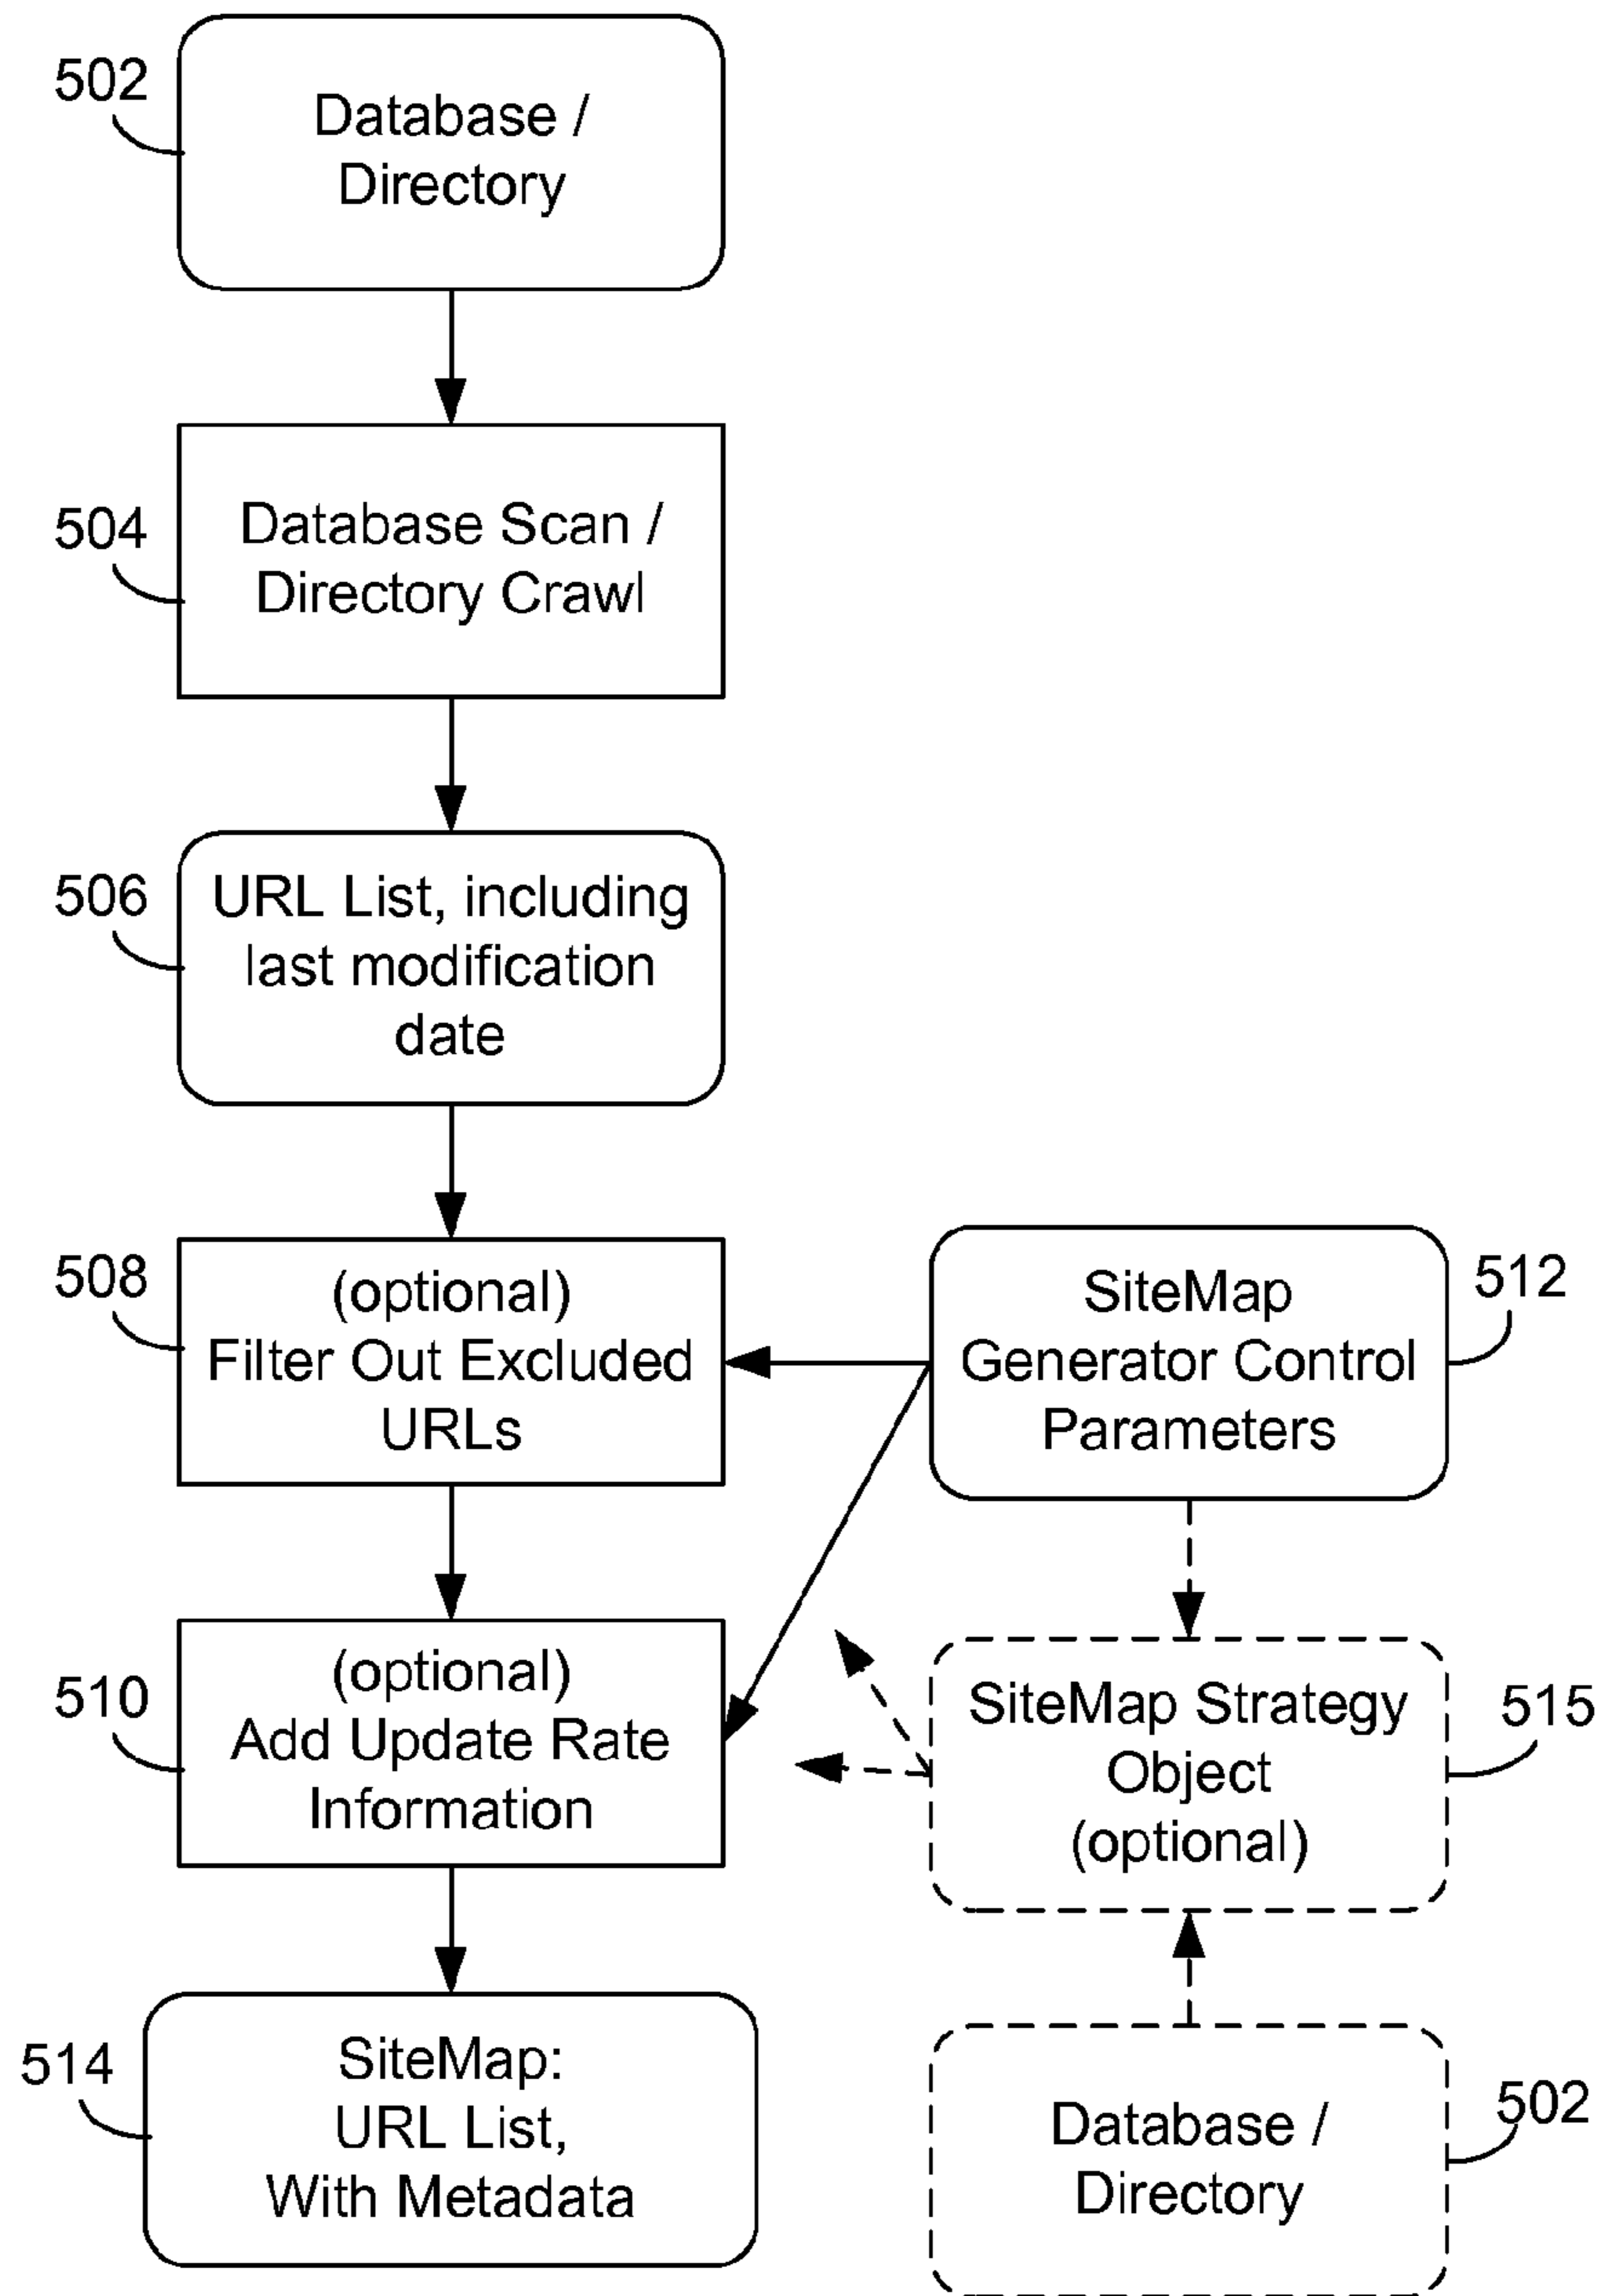 502
Database /
Directory
504
Database Scan /
Directory Crawl
506
URL List, including
last modification
date
508
(optional)
Filter Out Excluded
URLs
SiteMap
Generator Control
Parameters
512
510
(optional)
Add Update Rate
Information
SiteMap Strategy
Object
(optional)
515
514
SiteMap:
URL List,
With Metadata
Database /
Directory
502